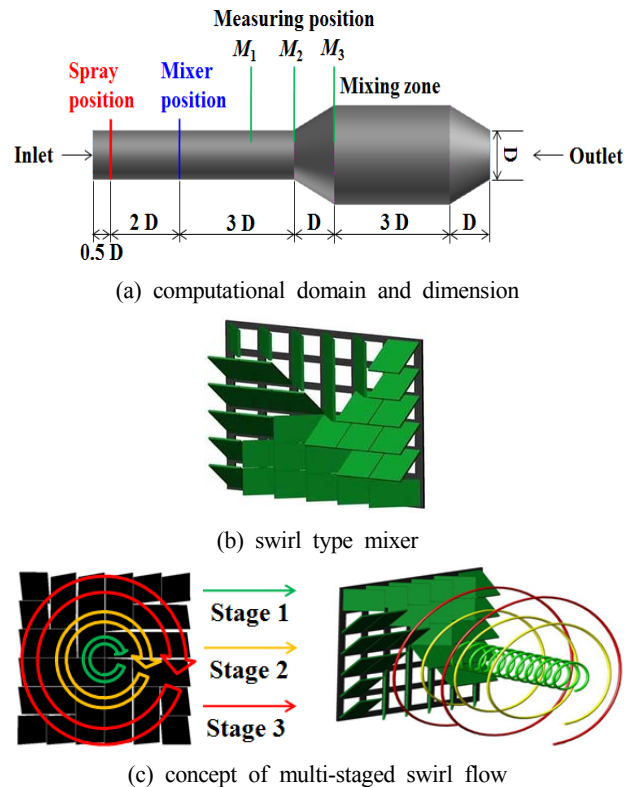 Measuring position
M1 M2 M3
Spray position
Mixer position
Mixing zone
Inlet
Outlet
D
2 D
3 D
D
3 D
D
0.5 D
(a) computational domain and dimension
(b) swirl type mixer
Stage 1
Stage 2
Stage 3
(c) concept of multi-staged swirl flow